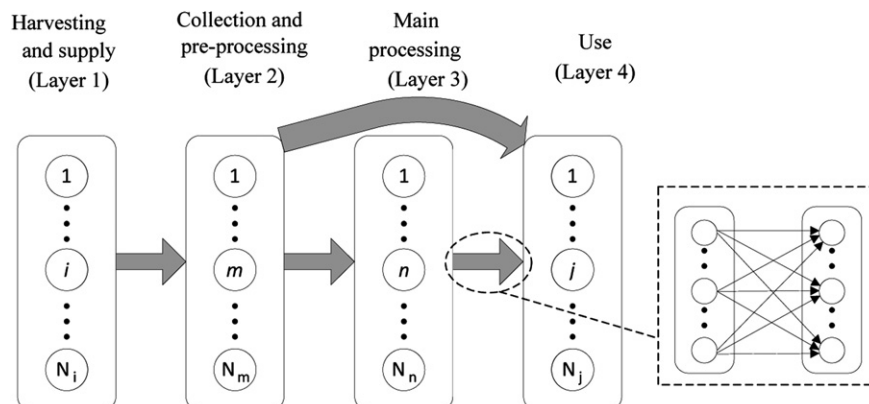 Harvesting
and supply
(Layer 1)
Collection and
pre-processing
(Layer 2)
Main
processing
(Layer 3)
Use
(Layer 4)
1
i
N i
1
m
N m
1
n
N n
1
j
N j